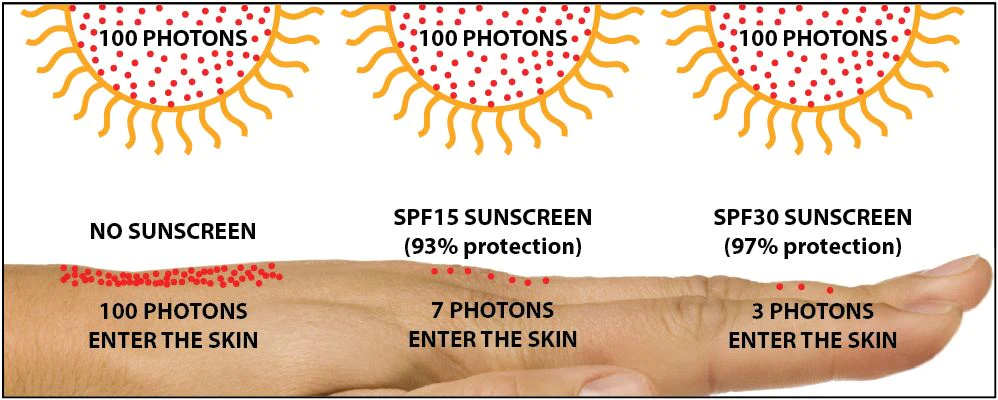 100 PHOTONS
100 PHOTONS
100 PHOTONS
NO SUNSCREEN
SPF15 SUNSCREEN
(93% protection)
SPF30 SUNSCREEN
(97% protection)
100 PHOTONS
ENTER THE SKIN
7 PHOTONS
ENTER THE SKIN
3 PHOTONS
ENTER THE SKIN